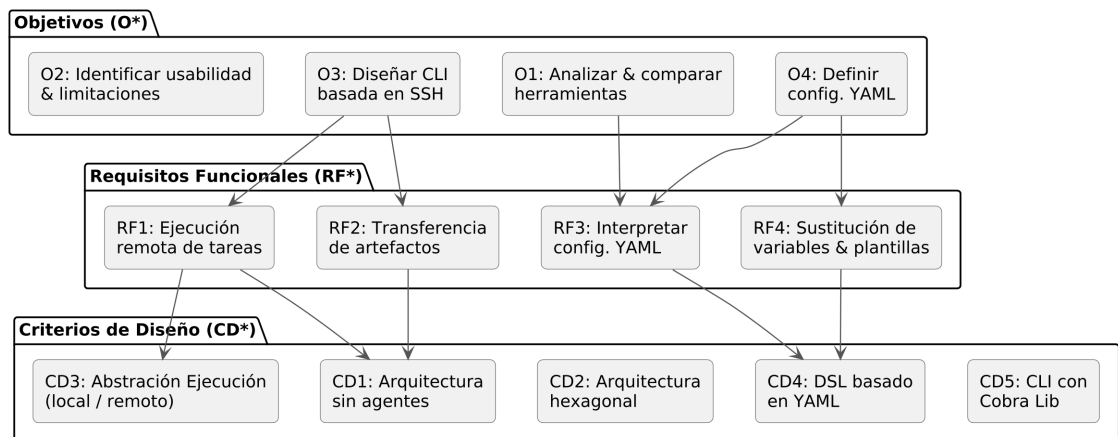 Objetivos (O*)
O2: Identificar usabilidad
& limitaciones
O3: Diseñar CLI
basada en SSH
O1: Analizar & comparar
herramientas
O4: Definir
config. YAML
Requisitos Funcionales (RF*)
RF1: Ejecución
remota de tareas
RF2: Transferencia
de artefactos
RF3: Interpretar
config. YAML
RF4: Sustitución de
variables & plantillas
Criterios de Diseño (CD*)
CD3: Abstración Ejecución
(local / remoto)
CD1: Arquitectura
sin agentes
CD2: Arquitectura
hexagonal
CD4: DSL basado
en YAML
CD5: CLI con
Cobra Lib